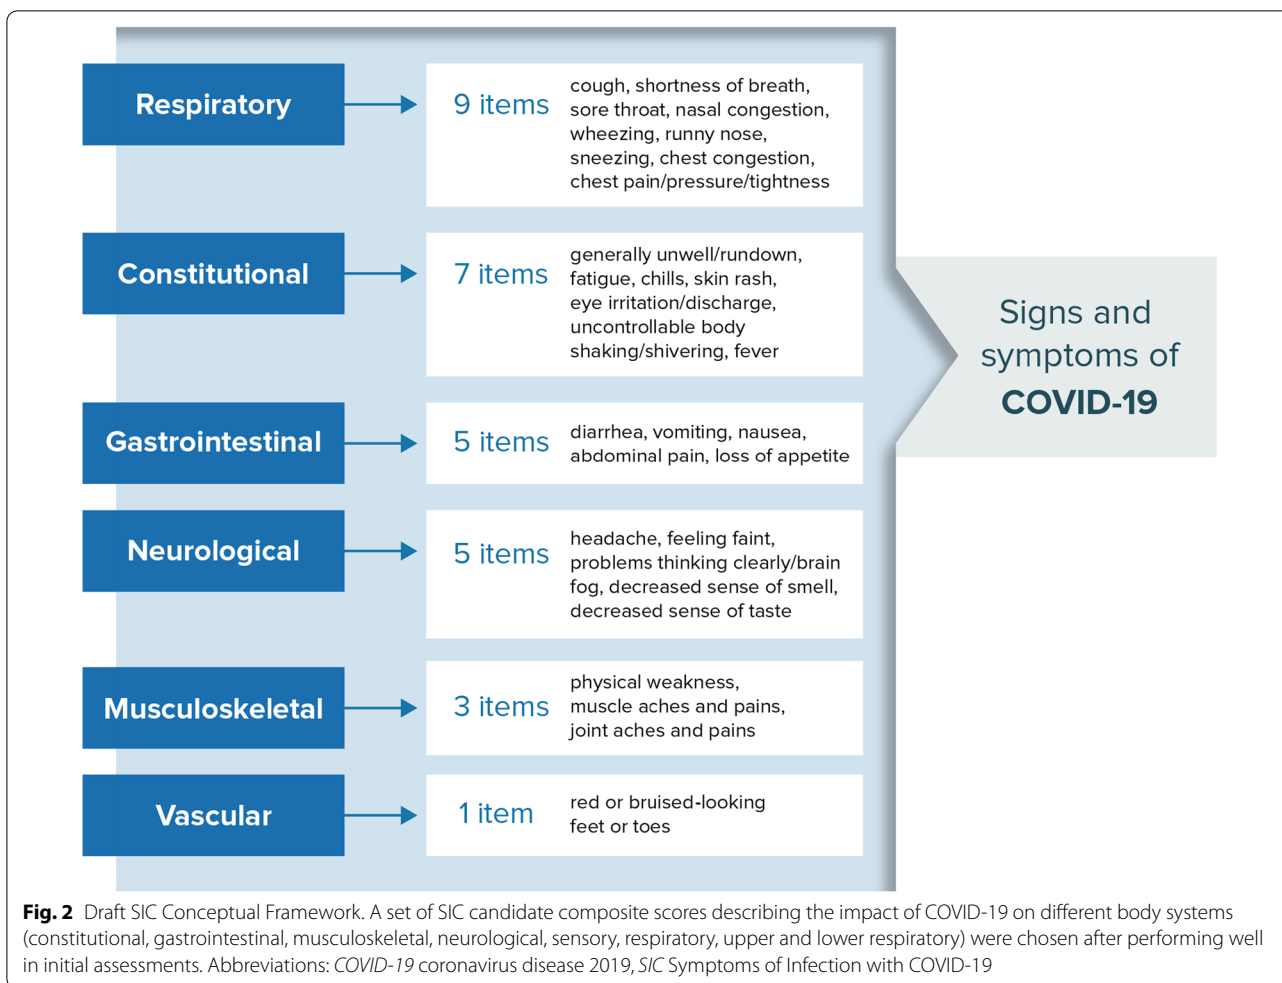 Respiratory
9 items
cough, shortness of breath,
sore throat, nasal congestion,
wheezing, runny nose,
sneezing, chest congestion,
chest pain/pressure/tightness
Constitutional
7 items
generally unwell/rundown,
fatigue, chills, skin rash,
eye irritation/discharge,
uncontrollable body
shaking/shivering, fever
Gastrointestinal
5 items
diarrhea, vomiting, nausea,
abdominal pain, loss of appetite
Neurological
5 items
headache, feeling faint,
problems thinking clearly/brain
fog, decreased sense of smell,
decreased sense of taste
Musculoskeletal
3 items
physical weakness,
muscle aches and pains,
joint aches and pains
Vascular
1 item
red or bruised-looking
feet or toes
Signs and
symptoms of
COVID-19
Fig. 2 Draft SIC Conceptual Framework. A set of SIC candidate composite scores describing the impact of COVID-19 on different body systems
(constitutional, gastrointestinal, musculoskeletal, neurological, sensory, respiratory, upper and lower respiratory) were chosen after performing well
in initial assessments. Abbreviations: COVID-19 coronavirus disease 2019, SIC Symptoms of Infection with COVID-19